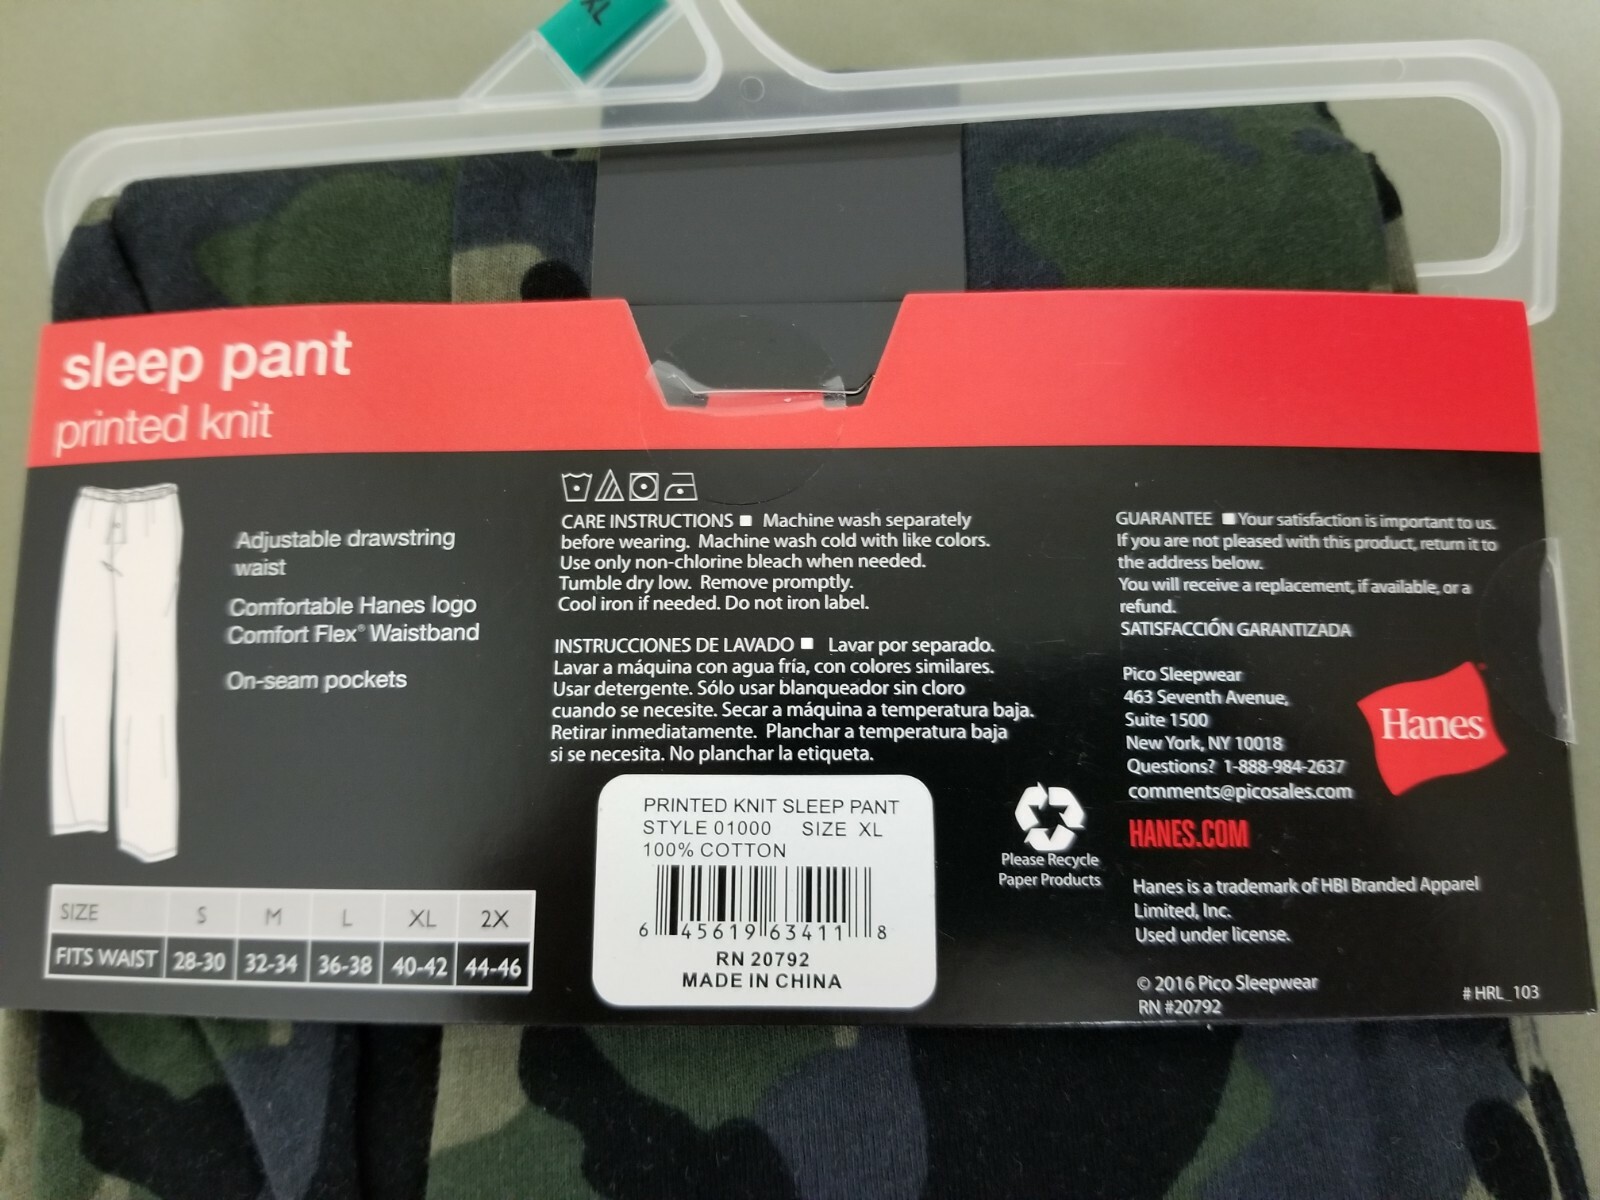 XL
sleep pant
printed knit
Adjustable drawstring
waist
Comfortable Hanes logo
Comfort Flex® Waistband
On-seam pockets
SIZE S M L XL 2X
FITS WAIST 28-30 32-34 36-38 40-42 44-46
CARE INSTRUCTIONS ■ Machine wash separately
before wearing. Machine wash cold with like colors.
Use only non-chlorine bleach when needed.
Tumble dry low. Remove promptly.
Cool iron if needed. Do not iron label.
INSTRUCCIONES DE LAVADO ■ Lavar por separado.
Lavar a máquina con agua fría, con colores similares.
Usar detergente. Sólo usar blanqueador sin cloro
cuando se necesite. Secar a máquina a temperatura baja.
Retirar inmediatamente. Planchar a temperatura baja
si se necesita. No planchar la etiqueta.
PRINTED KNIT SLEEP PANT
STYLE 01000 SIZE XL
100% COTTON
6 45619 63411 8
RN 20792
MADE IN CHINA
Please Recycle
Paper Products
GUARANTEE ■ Your satisfaction is important to us.
If you are not pleased with this product, return it to
the address below.
You will receive a replacement, if available, or a
refund.
SATISFACCIÓN GARANTIZADA
Pico Sleepwear
463 Seventh Avenue,
Suite 1500
New York, NY 10018
Questions? 1-888-984-2637
comments@picosales.com
Hanes®
HANES.COM
Hanes is a trademark of HBI Branded Apparel
Limited, Inc.
Used under license.
© 2016 Pico Sleepwear
RN #20792
# HRL_103